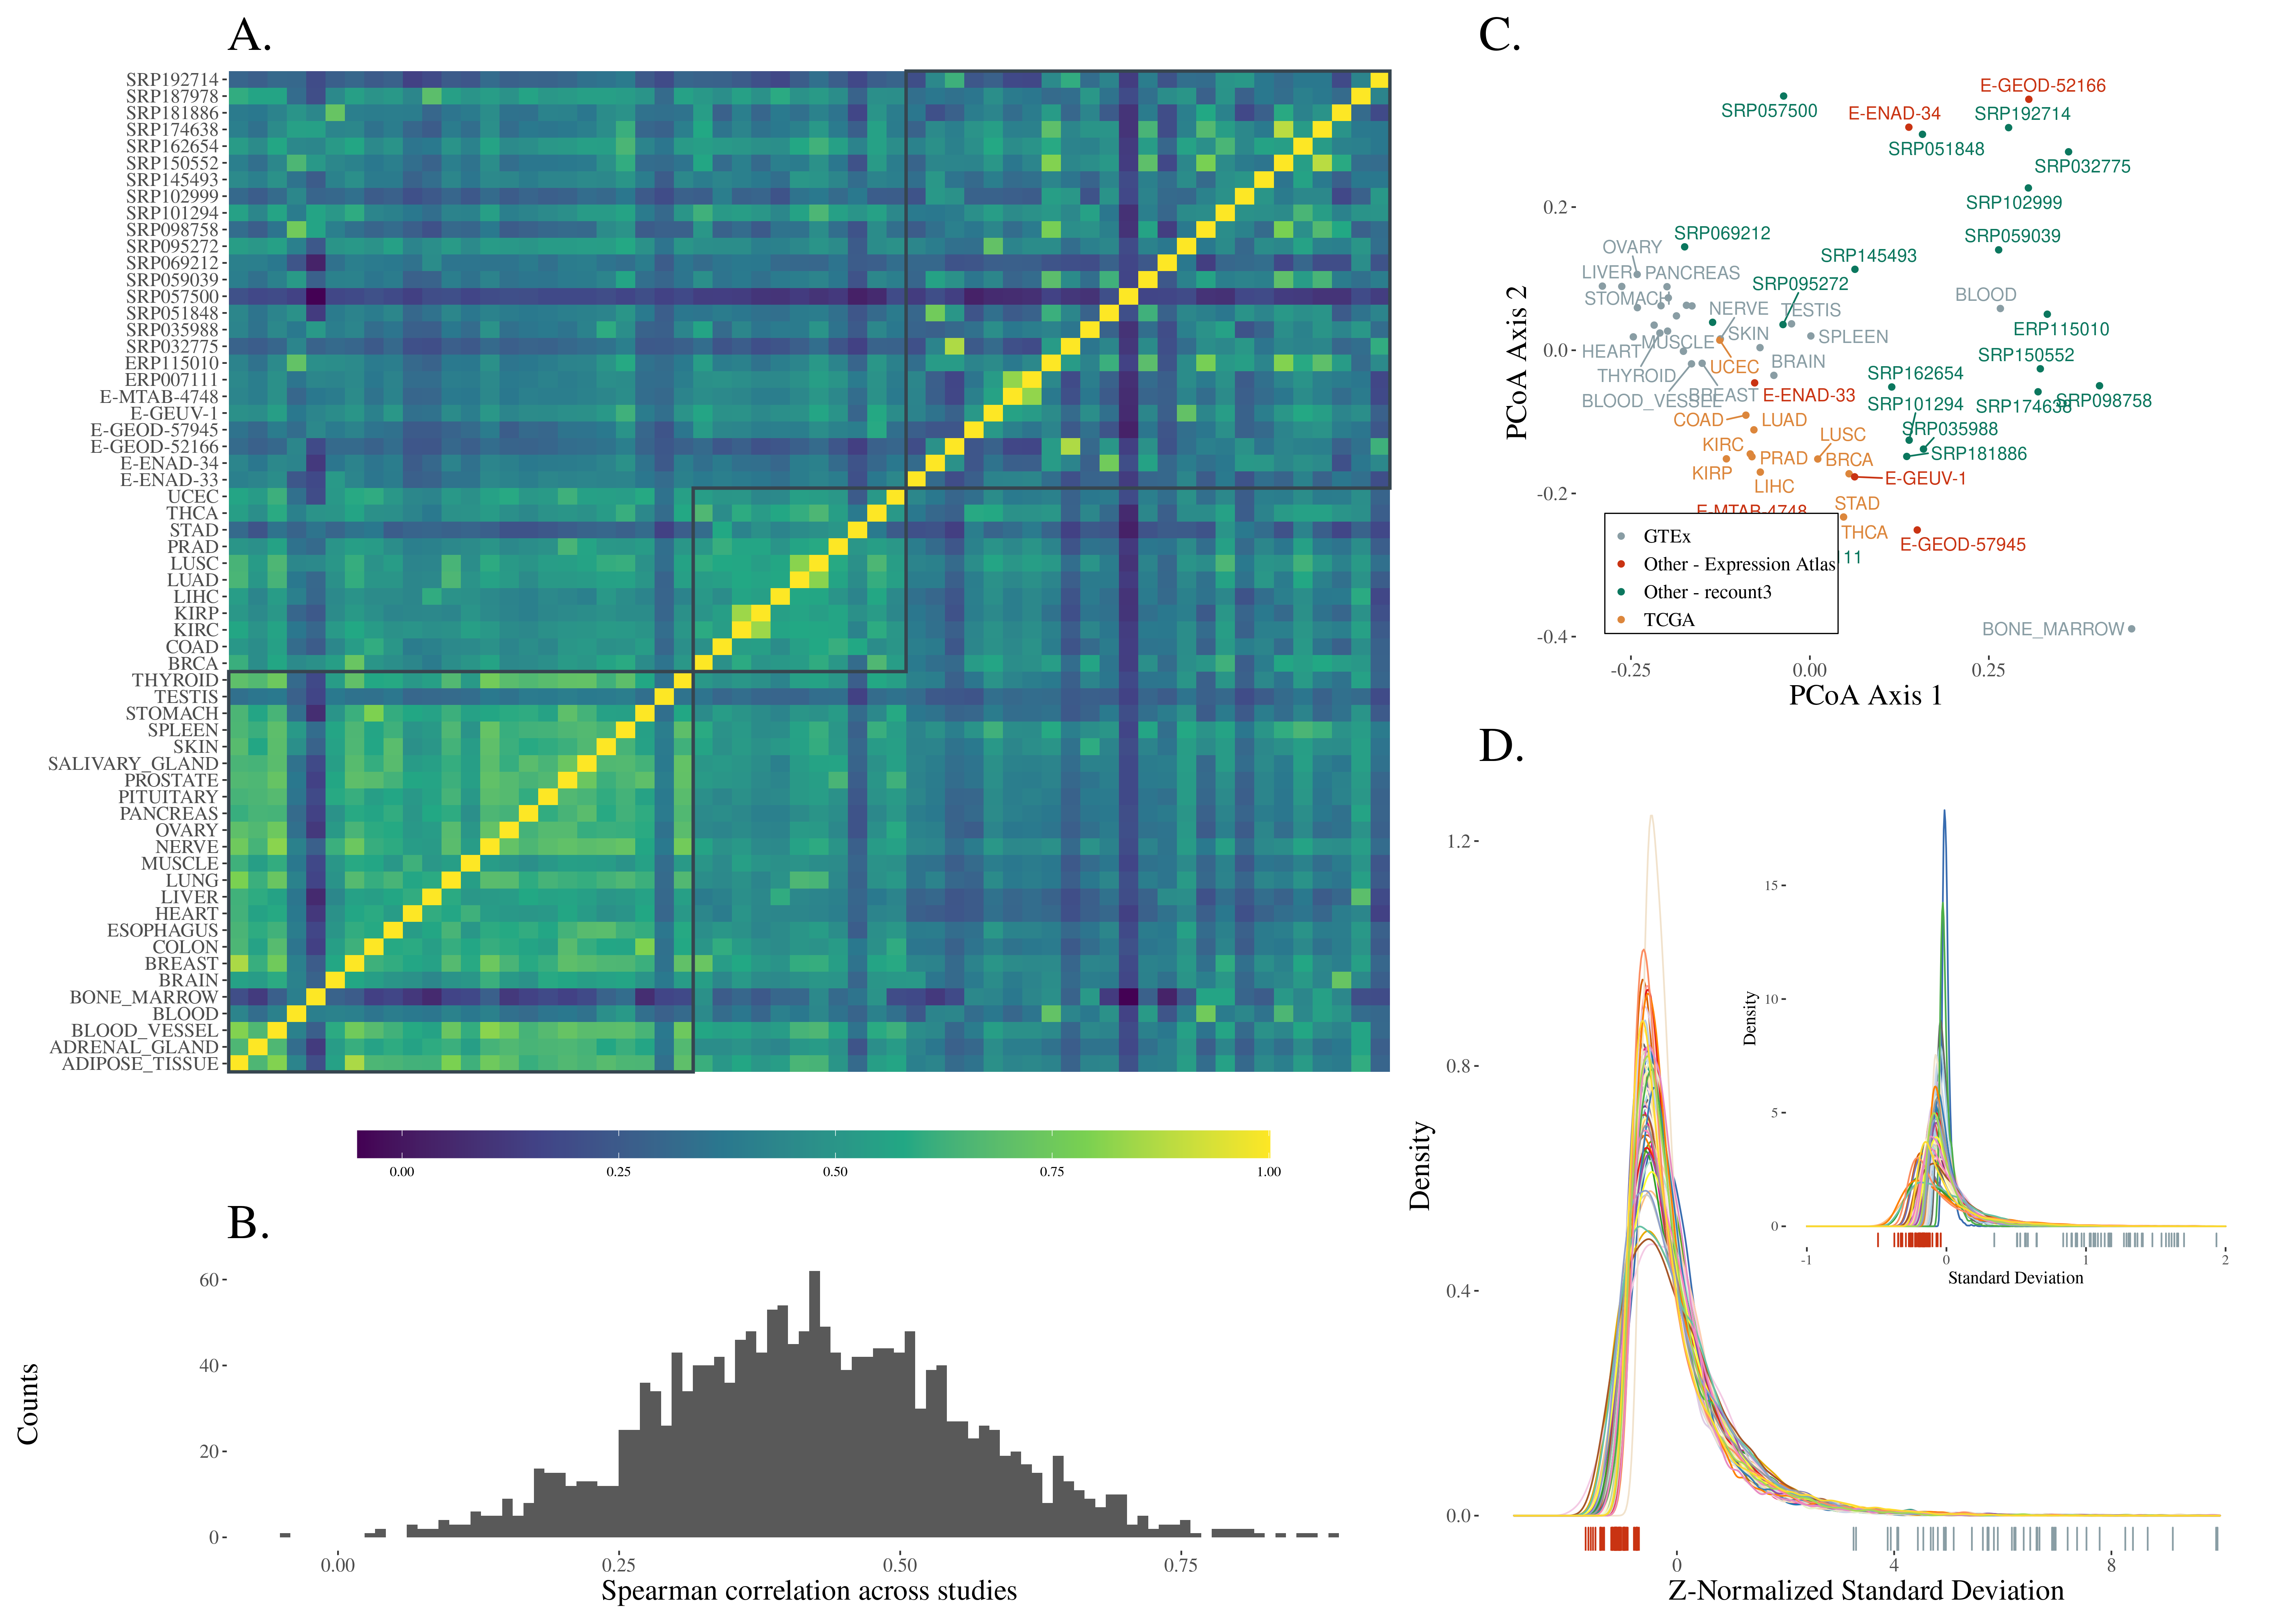 A.
SRP192714
SRP187978
SRP181886
SRP174638
SRP162654
SRP150552
SRP145493
SRP102999
SRP101294
SRP098758
SRP095272
SRP069212
SRP059039
SRP057500
SRP051848
SRP035988
SRP032775
ERP115010
ERP007111
E-MTAB-4748
E-GEUV-1
E-GEOD-57945
E-GEOD-52166
E-ENAD-34
E-ENAD-33
UCEC
THCA
STAD
PRAD
LUSC
LUAD
LIHC
KIRP
KIRC
COAD
BRCA
THYROID
TESTIS
STOMACH
SPLEEN
SKIN
SALIVARY_GLAND
PROSTATE
PITUITARY
PANCREAS
OVARY
NERVE
MUSCLE
LUNG
LIVER
HEART
ESOPHAGUS
COLON
BREAST
BRAIN
BONE_MARROW
BLOOD
BLOOD_VESSEL
ADRENAL_GLAND
ADIPOSE_TISSUE
0.00 0.25 0.50 0.75 1.00
B.
Counts
60
40
20
0
0.00 0.25 0.50 0.75
Spearman correlation across studies
C.
PCoA Axis 2
0.2
0.0
-0.2
-0.4
E-GEOD-52166
SRP057500
E-ENAD-34
SRP192714
SRP051848
SRP032775
SRP102999
SRP069212
SRP059039
OVARY
SRP145493
LIVER
PANCREAS
SRP095272
STOMACH
BLOOD
NERVE
TESTIS
ERP115010
SKIN
SPLEEN
MUSCLE
HEART
SRP150552
BRAIN
UCEC
THYROID
SRP162654
BLOOD_VESSEL
BREAST
E-ENAD-33
SRP101294
SRP174638
SRP098758
COAD
LUAD
SRP035988
LUSC
KIRC
SRP181886
PRAD
BRCA
KIRP
E-GEUV-1
LIHC
STAD
E-MTAB-4748
THCA
E-GEOD-57945
11
GTEx
Other - Expression Atlas
Other - recount3
TCGA
BONE_MARROW
-0.25 0.00 0.25
PCoA Axis 1
D.
Density
1.2
0.8
0.4
0.0
0 4 8
Z-Normalized Standard Deviation
Density
15
10
5
0
-1 0 1 2
Standard Deviation